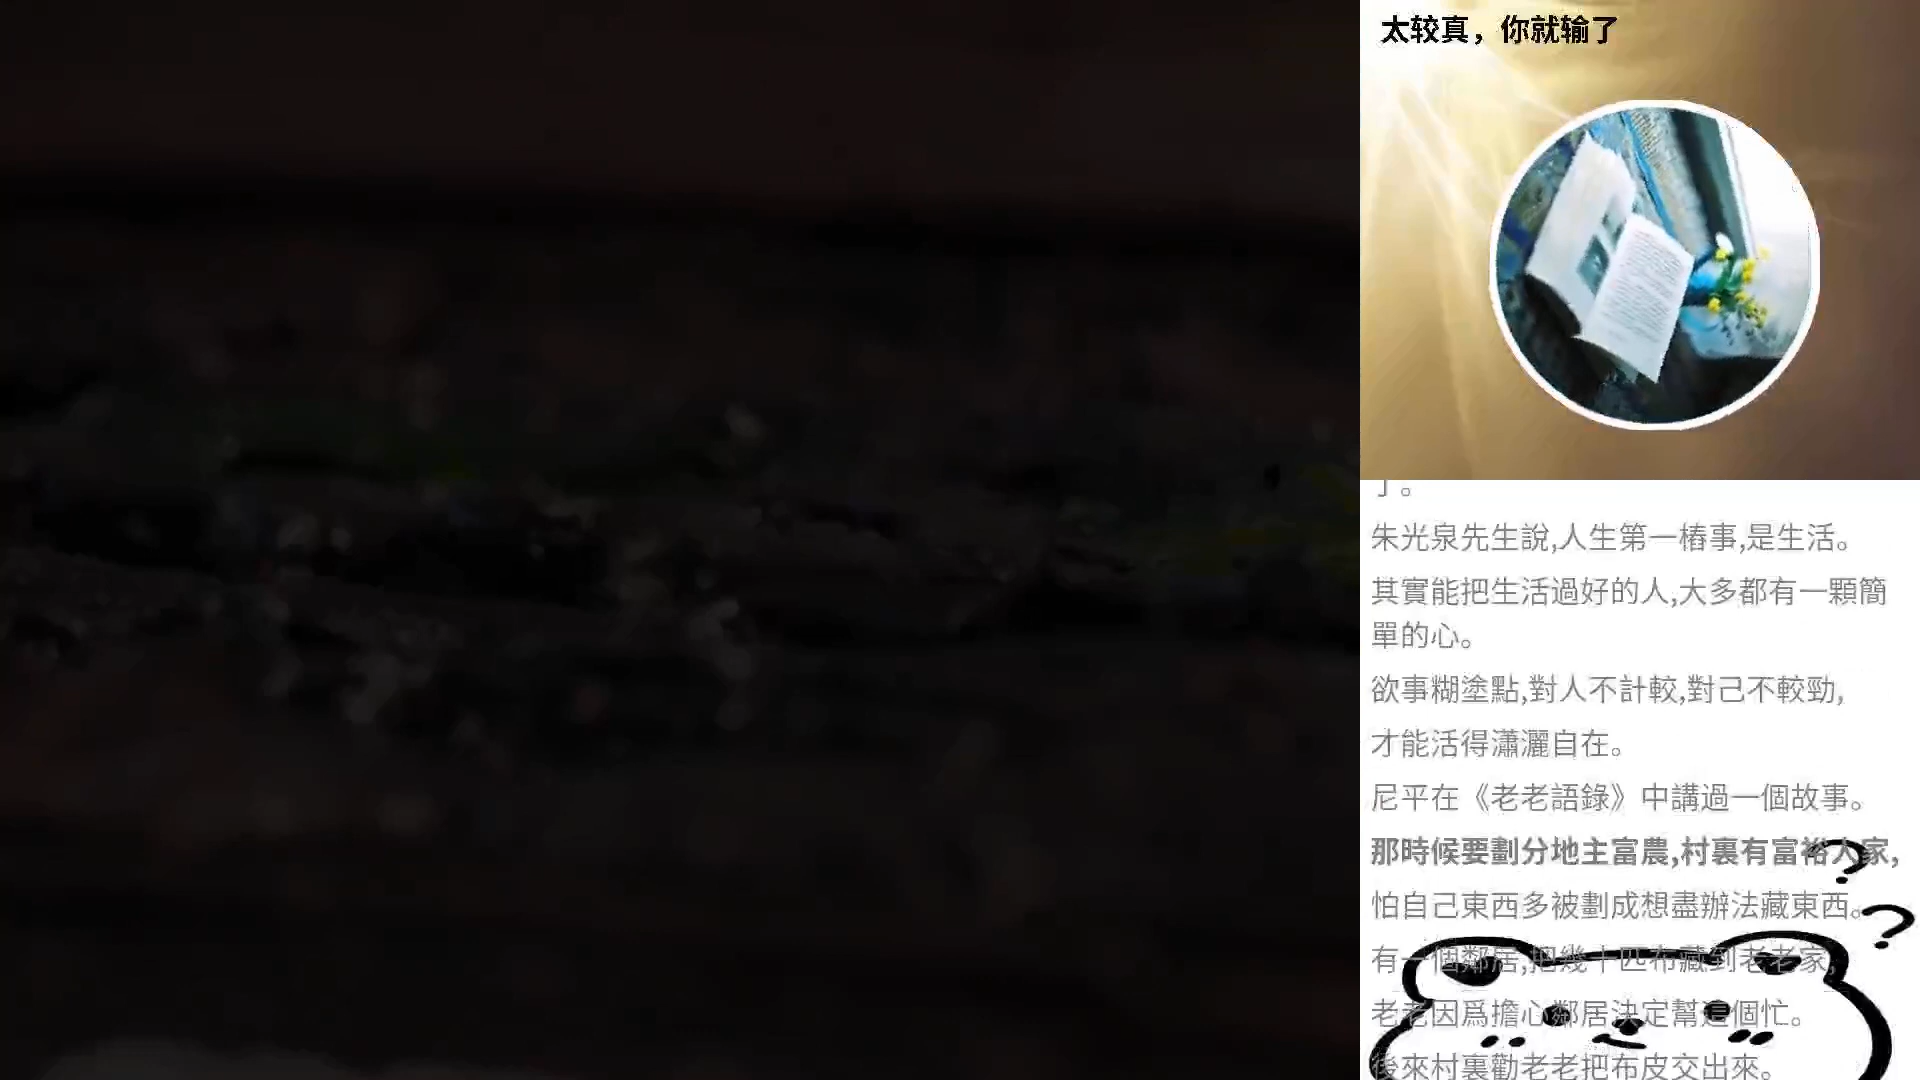 太较真，你就输了
了。
朱光泉先生說,人生第一樁事,是生活。
其實能把生活過好的人,大多都有一顆簡
單的心。
欲事糊塗點,對人不計較,對己不較勁,
才能活得瀟灑自在。
尼平在《老老語錄》中講過一個故事。
那時候要劃分地主富農,村裏有富裕人家,
怕自己東西多被劃成想盡辦法藏東西。
有一個鄰居,把幾十匹布藏到老老家,
老老因爲擔心鄰居決定幫這個忙。
後來村裏勸老老把布皮交出來。